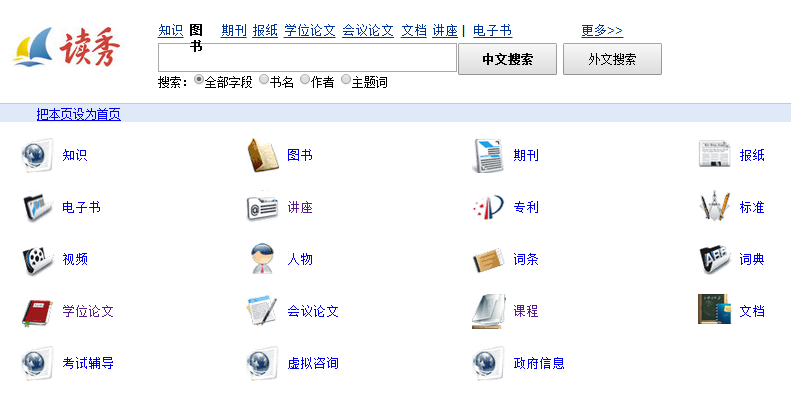 读秀
知识 图书 期刊 报纸 学位论文 会议论文 文档 讲座 | 电子书 更多>>
中文搜索 外文搜索
搜索： 全部字段 书名 作者 主题词
把本页设为首页
知识 图书 期刊 报纸
电子书 讲座 专利 标准
视频 人物 词条 词典
学位论文 会议论文 课程 文档
考试辅导 虚拟咨询 政府信息